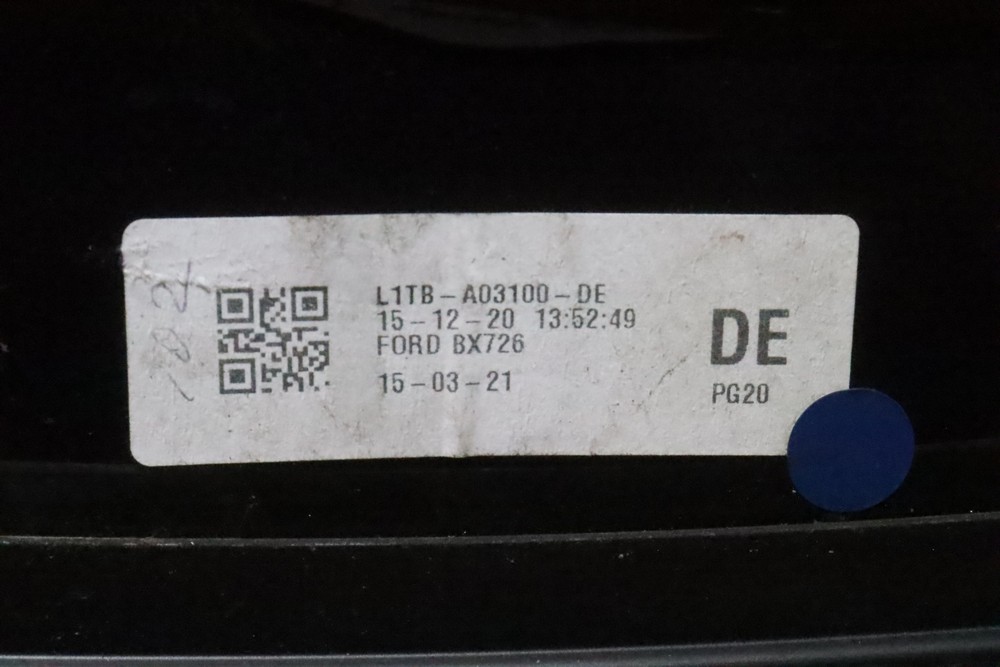 L1TB-A03100-DE
15-12-20 13:52:49
FORD BX726
15-03-21
DE
PG20